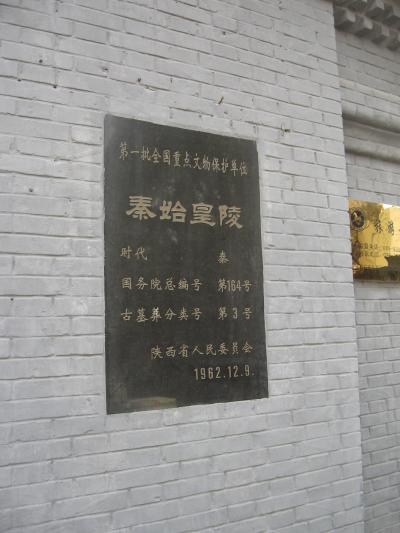 第一批全国重点文物保护单位
秦始皇陵
时代 秦
国务院总编号 第164号
古墓葬分类号 第3号
陕西省人民委员会
1962.12.9.